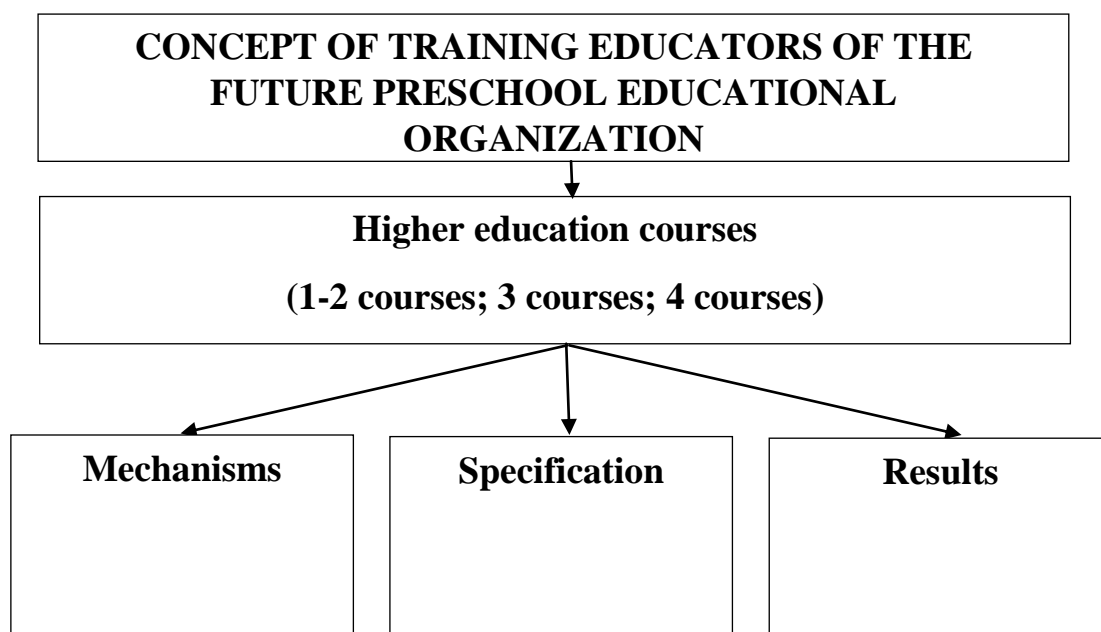 CONCEPT OF TRAINING EDUCATORS OF THE
FUTURE PRESCHOOL EDUCATIONAL
ORGANIZATION
Higher education courses
(1-2 courses; 3 courses; 4 courses)
Mechanisms
Specification
Results